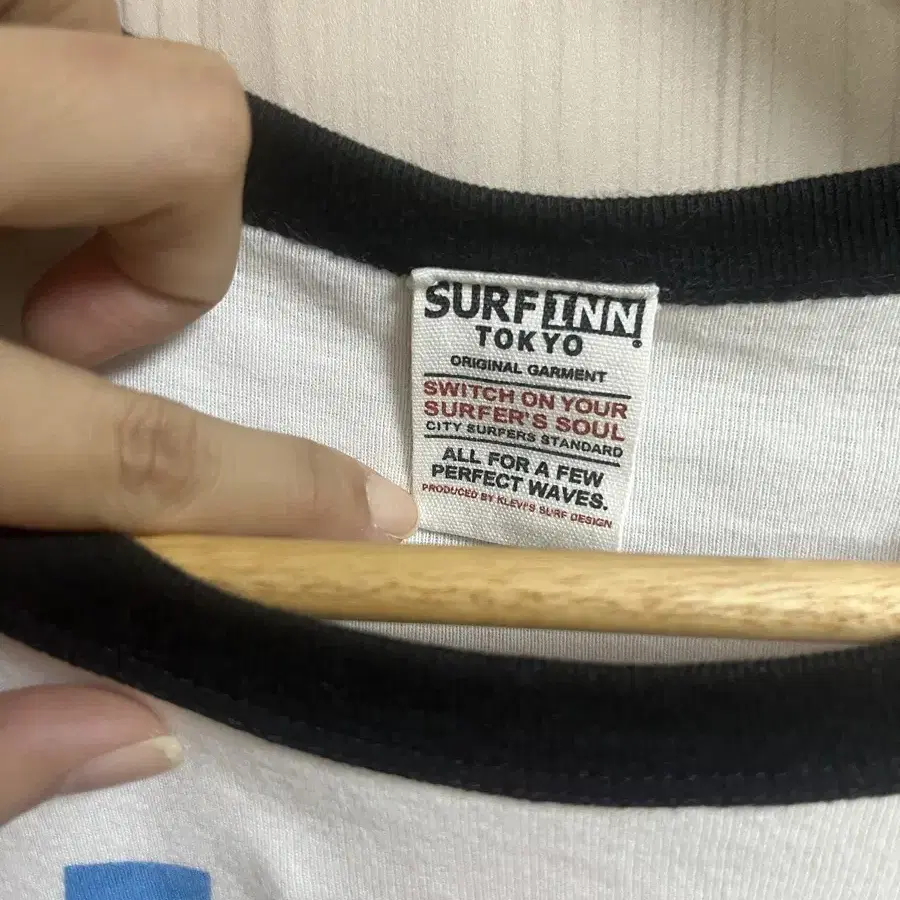 SURF INN
TOKYO
ORIGINAL GARMENT
SWITCH ON YOUR
SURFER'S SOUL
CITY SURFERS STANDARD
ALL FOR A FEW
PERFECT WAVES.
PRODUCED BY KLEVI'S SURF DESIGN